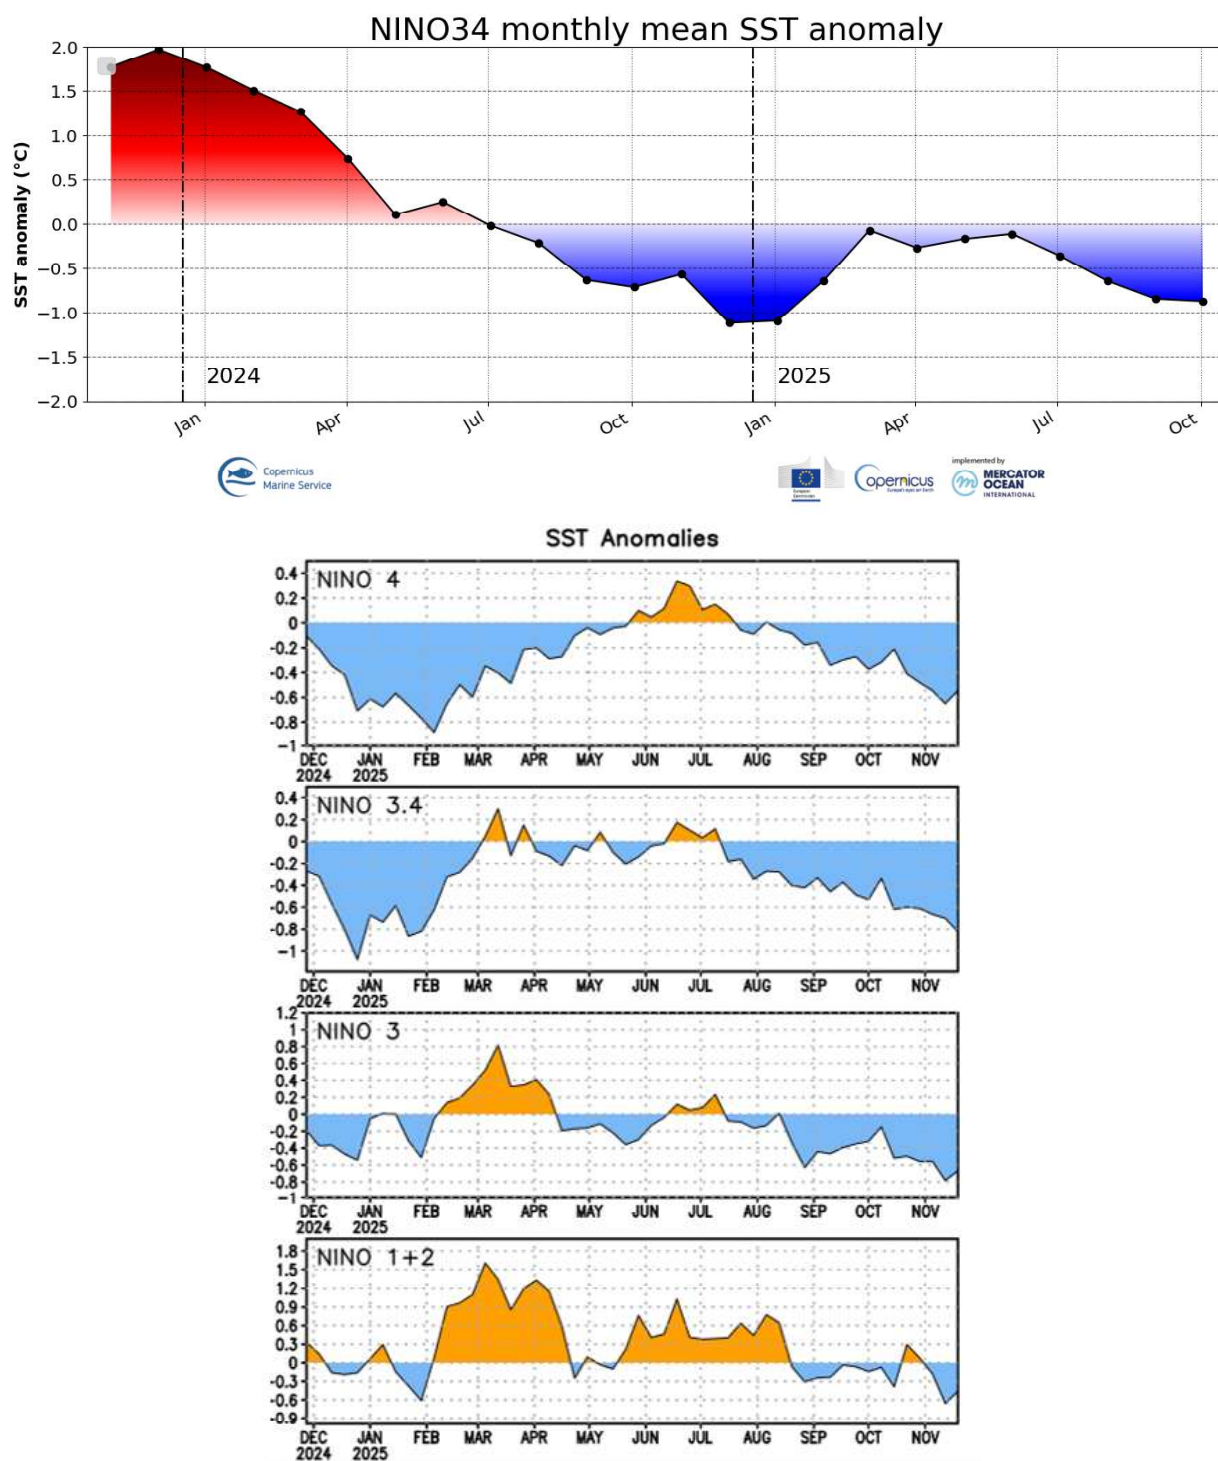 NINO34 monthly mean SST anomaly
SST anomaly (°C)
2.0
1.5
1.0
0.5
0.0
−0.5
−1.0
−1.5
−2.0
2024 2025
Jan Apr Jul Oct Jan Apr Jul Oct
Copernicus
Marine Service
European
Commission
opernicus
Europe's eyes on Earth
implemented by
MERCATOR
OCEAN
INTERNATIONAL
SST Anomalies
NINO 4
0.4
0.2
0
-0.2
-0.4
-0.6
-0.8
-1
DEC JAN FEB MAR APR MAY JUN JUL AUG SEP OCT NOV
2024 2025
NINO 3.4
0.4
0.2
0
-0.2
-0.4
-0.6
-0.8
-1
DEC JAN FEB MAR APR MAY JUN JUL AUG SEP OCT NOV
2024 2025
NINO 3
1.2
1
0.8
0.6
0.4
0.2
0
-0.2
-0.4
-0.6
-0.8
-1
DEC JAN FEB MAR APR MAY JUN JUL AUG SEP OCT NOV
2024 2025
NINO 1+2
1.8
1.5
1.2
0.9
0.6
0.3
0
-0.3
-0.6
-0.9
DEC JAN FEB MAR APR MAY JUN JUL AUG SEP OCT NOV
2024 2025